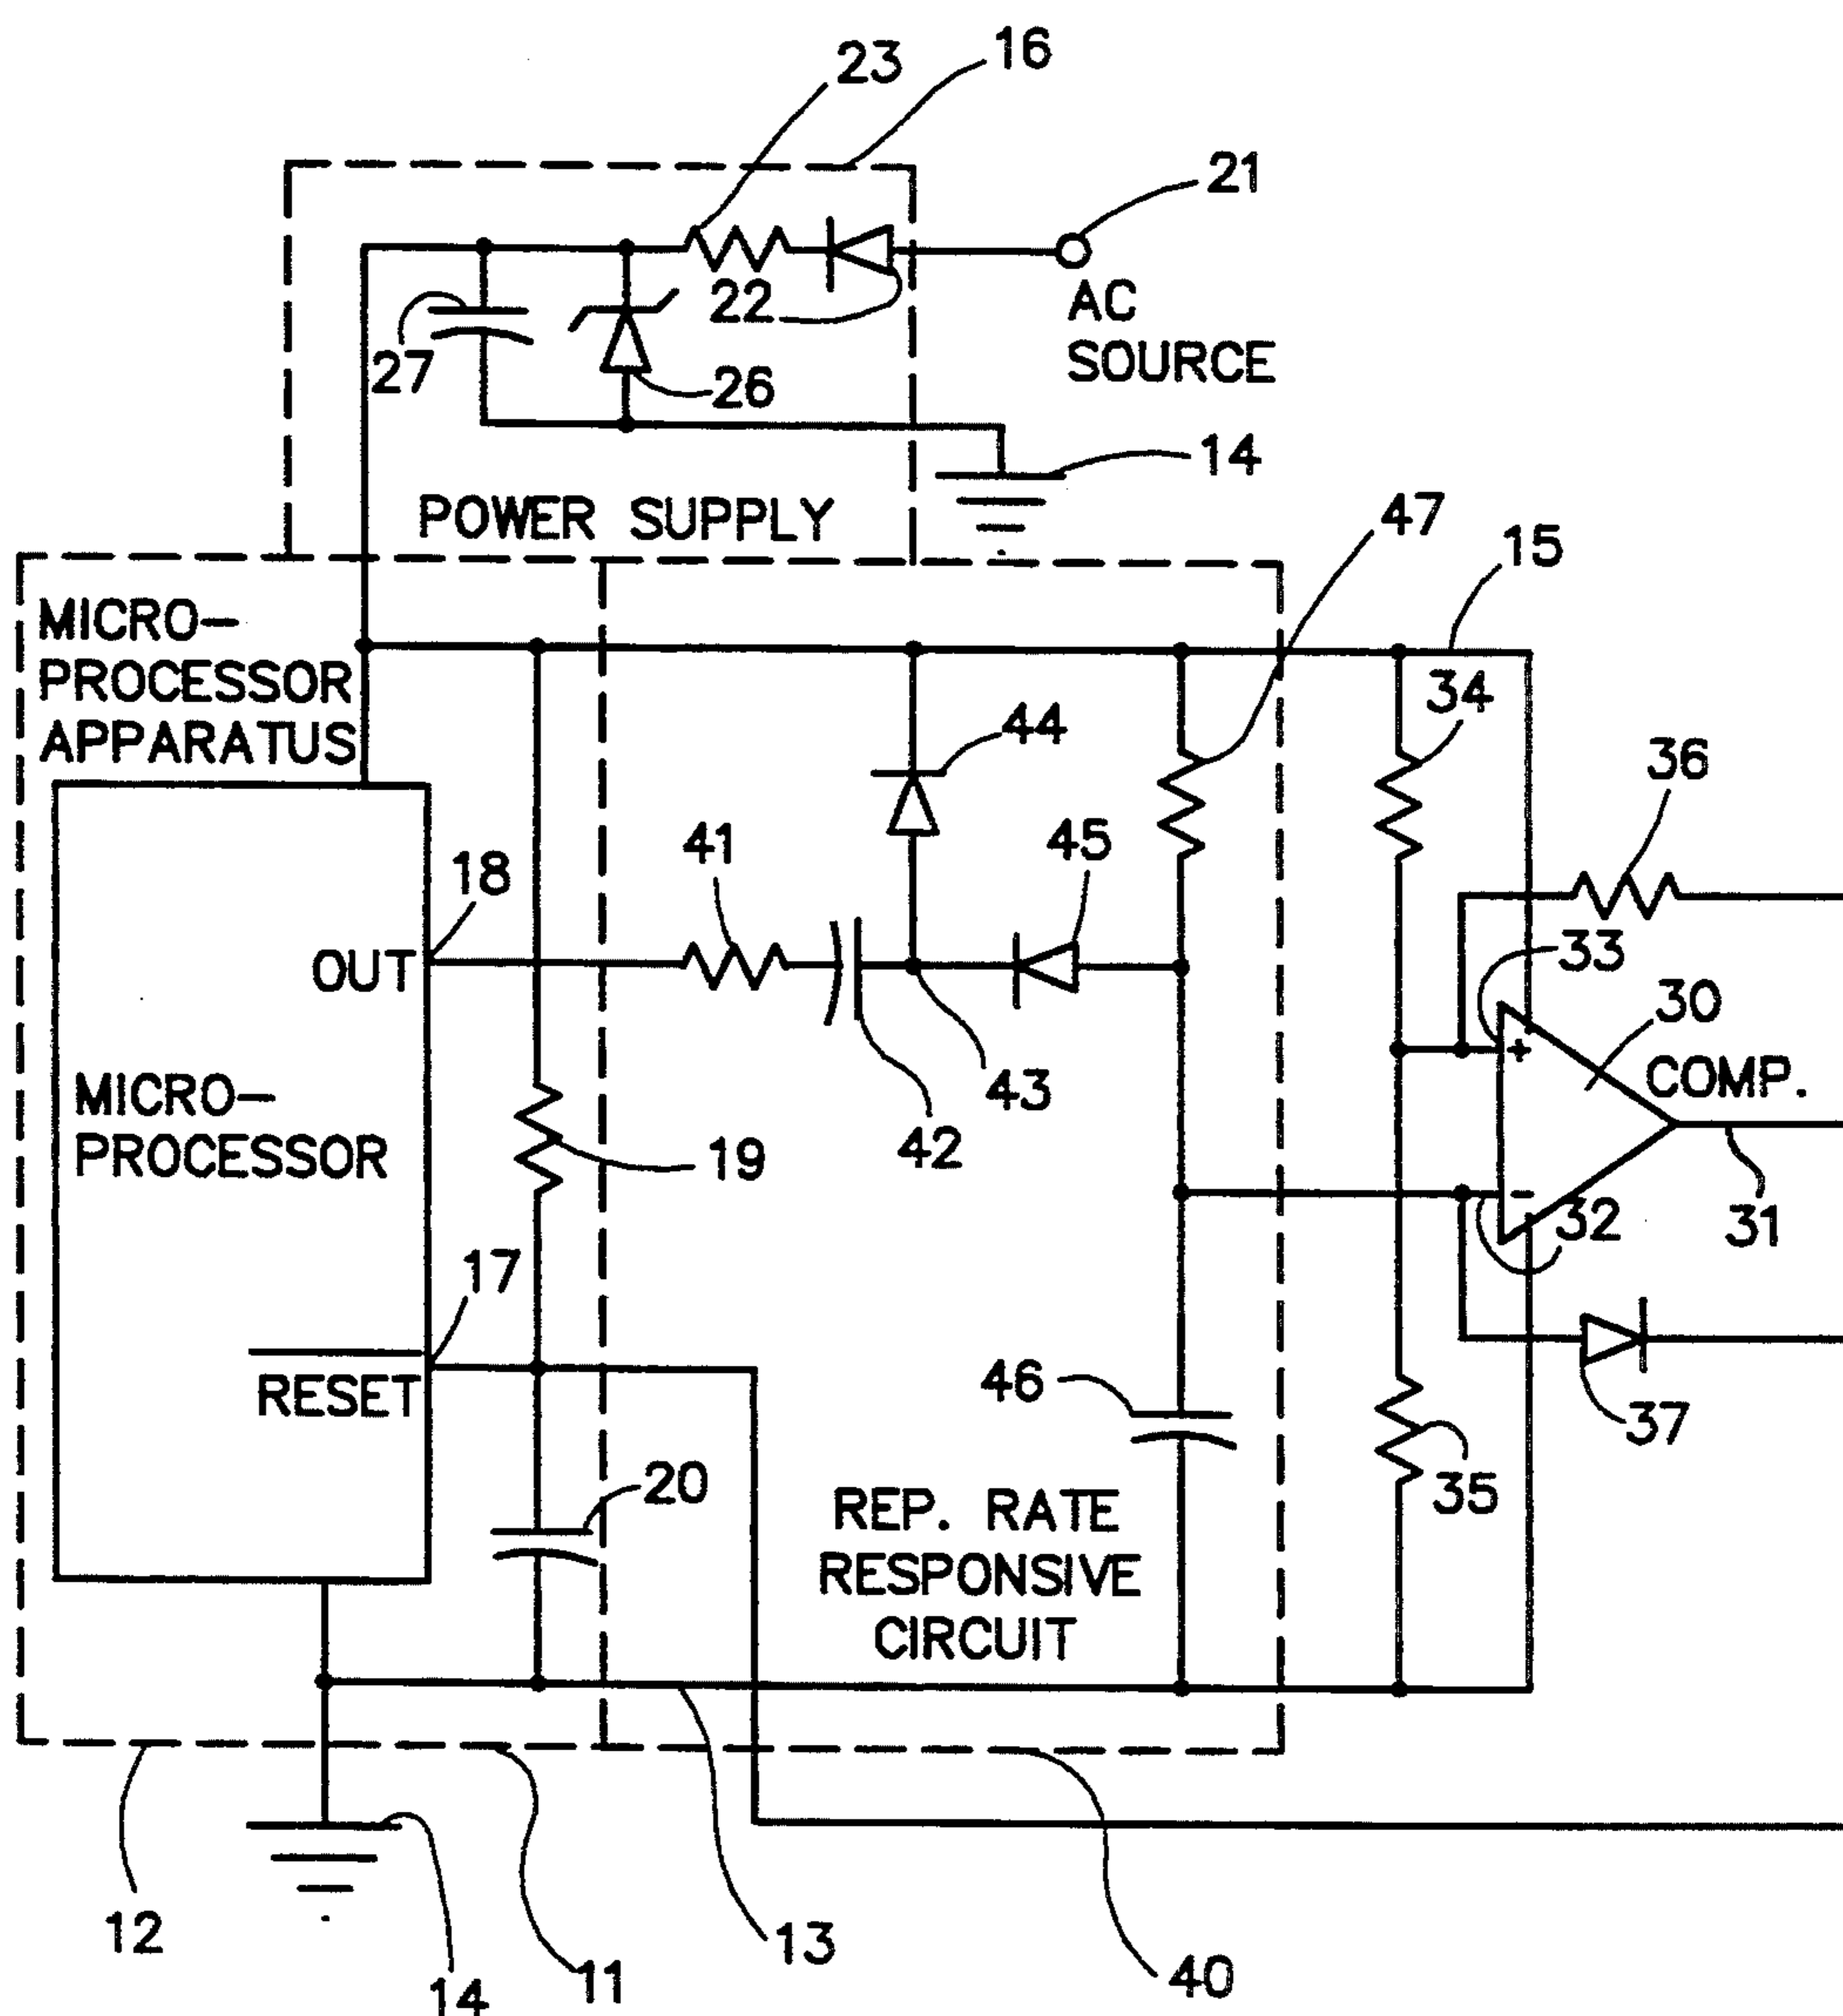 23
16
21
22
AC
SOURCE
27
26
14
POWER SUPPLY
47
15
MICRO-
PROCESSOR
APPARATUS
34
44
36
41
45
18
33
OUT
30
43
COMP.
MICRO-
PROCESSOR
19
42
+
-
32
31
17
46
RESET
37
20
35
REP. RATE
RESPONSIVE
CIRCUIT
12
13
14
11
40